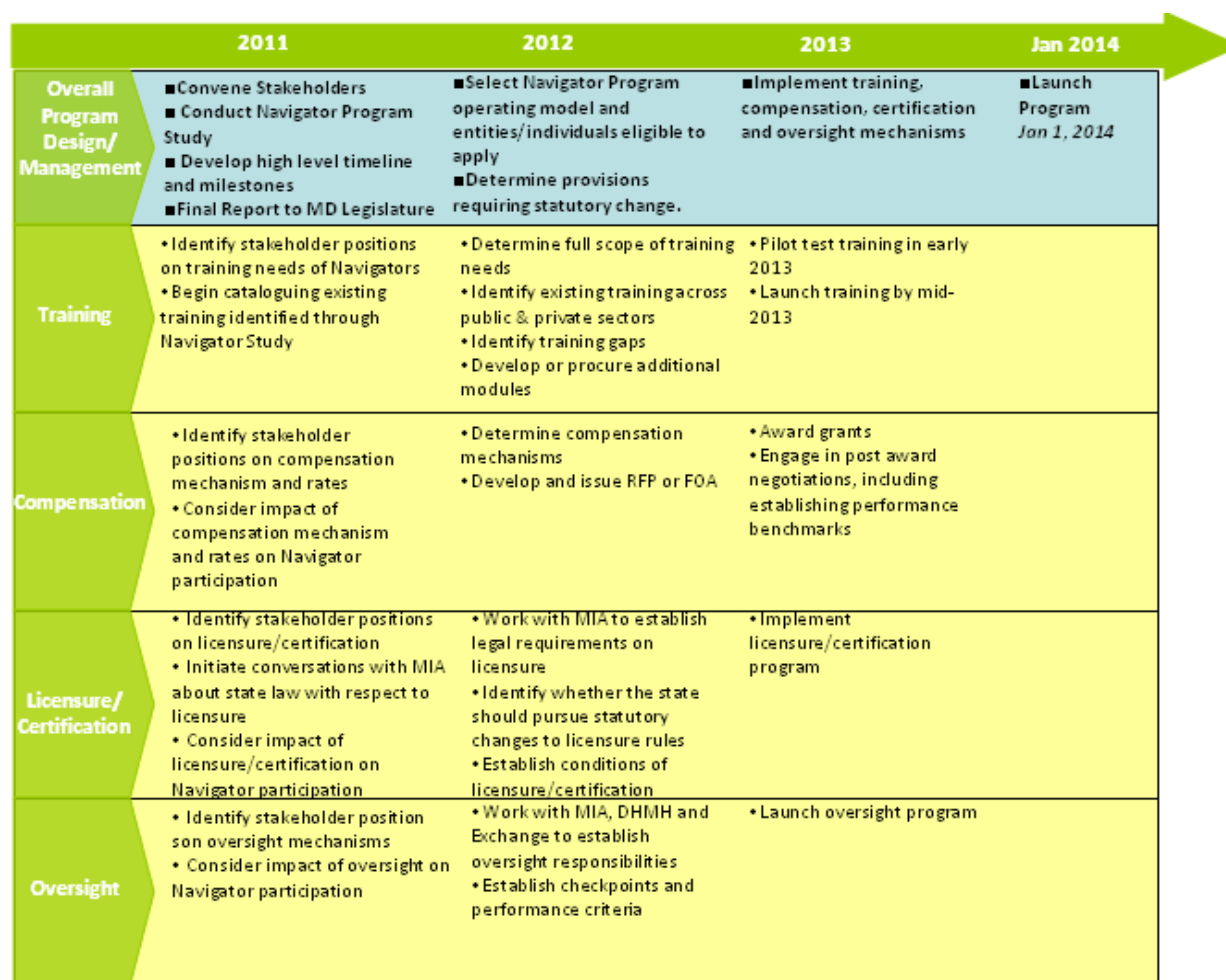 2011
2012
2013
Jan 2014
Overall
Program
Design/
Management
■Convene Stakeholders
■ Conduct Navigator Program
Study
■ Develop high level timeline
and milestones
■Final Report to MD Legislature
■Select Navigator Program
operating model and
entities/individuals eligible to
apply
■Determine provisions
requiring statutory change.
■Implement training,
compensation, certification
and oversight mechanisms
■Launch
Program
Jan 1, 2014
Training
• Identify stakeholder positions
on training needs of Navigators
• Begin cataloguing existing
training identified through
Navigator Study
• Determine full scope of training
needs
• Identify existing training across
public & private sectors
• Identify training gaps
• Develop or procure additional
modules
• Pilot test training in early
2013
• Launch training by mid-
2013
Compensation
• Identify stakeholder
positions on compensation
mechanism and rates
• Consider impact of
compensation mechanism
and rates on Navigator
participation
• Determine compensation
mechanisms
• Develop and issue RFP or FOA
• Award grants
• Engage in post award
negotiations, including
establishing performance
benchmarks
Licensure/
Certification
• Identify stakeholder positions
on licensure/certification
• Initiate conversations with MIA
about state law with respect to
licensure
• Consider impact of
licensure/certification on
Navigator participation
• Work with MIA to establish
legal requirements on
licensure
• Identify whether the state
should pursue statutory
changes to licensure rules
• Establish conditions of
licensure/certification
• Implement
licensure/certification
program
Oversight
• Identify stakeholder position
son oversight mechanisms
• Consider impact of oversight on
Navigator participation
• Work with MIA, DHMH and
Exchange to establish
oversight responsibilities
• Establish checkpoints and
performance criteria
• Launch oversight program